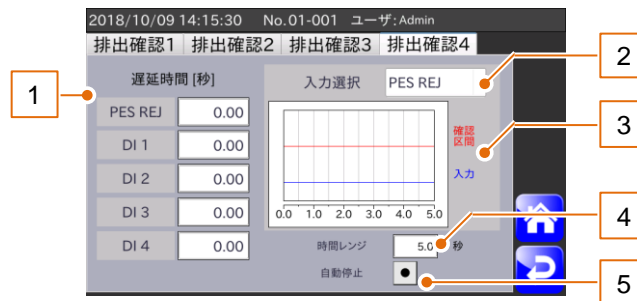 2018/10/09 14:15:30 No.01-001 ユーザ:Admin
排出確認1 排出確認2 排出確認3 排出確認4
遅延時間 [秒]
PES REJ 0.00
DI 1 0.00
DI 2 0.00
DI 3 0.00
DI 4 0.00
入力選択 PES REJ
確認
区間
入力
0.0 1.0 2.0 3.0 4.0 5.0
時間レンジ 5.0 秒
自動停止
1
2
3
4
5